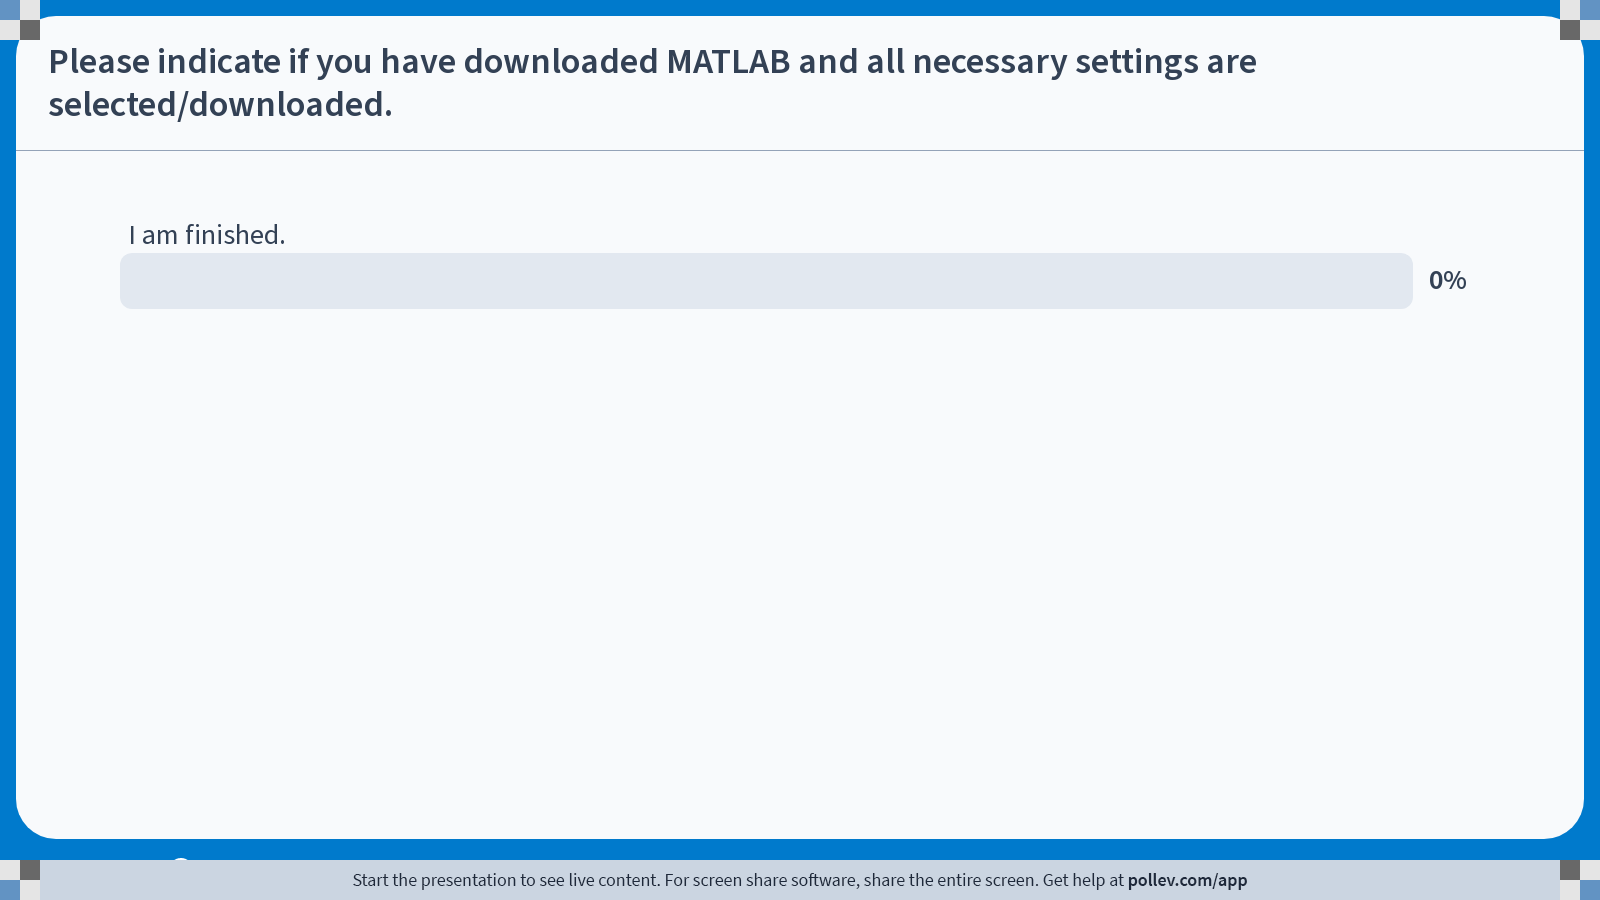 Please indicate if you have downloaded MATLAB and all necessary settings are
selected/downloaded.
I am finished.
0%
Start the presentation to see live content. For screen share software, share the entire screen. Get help at pollev.com/app